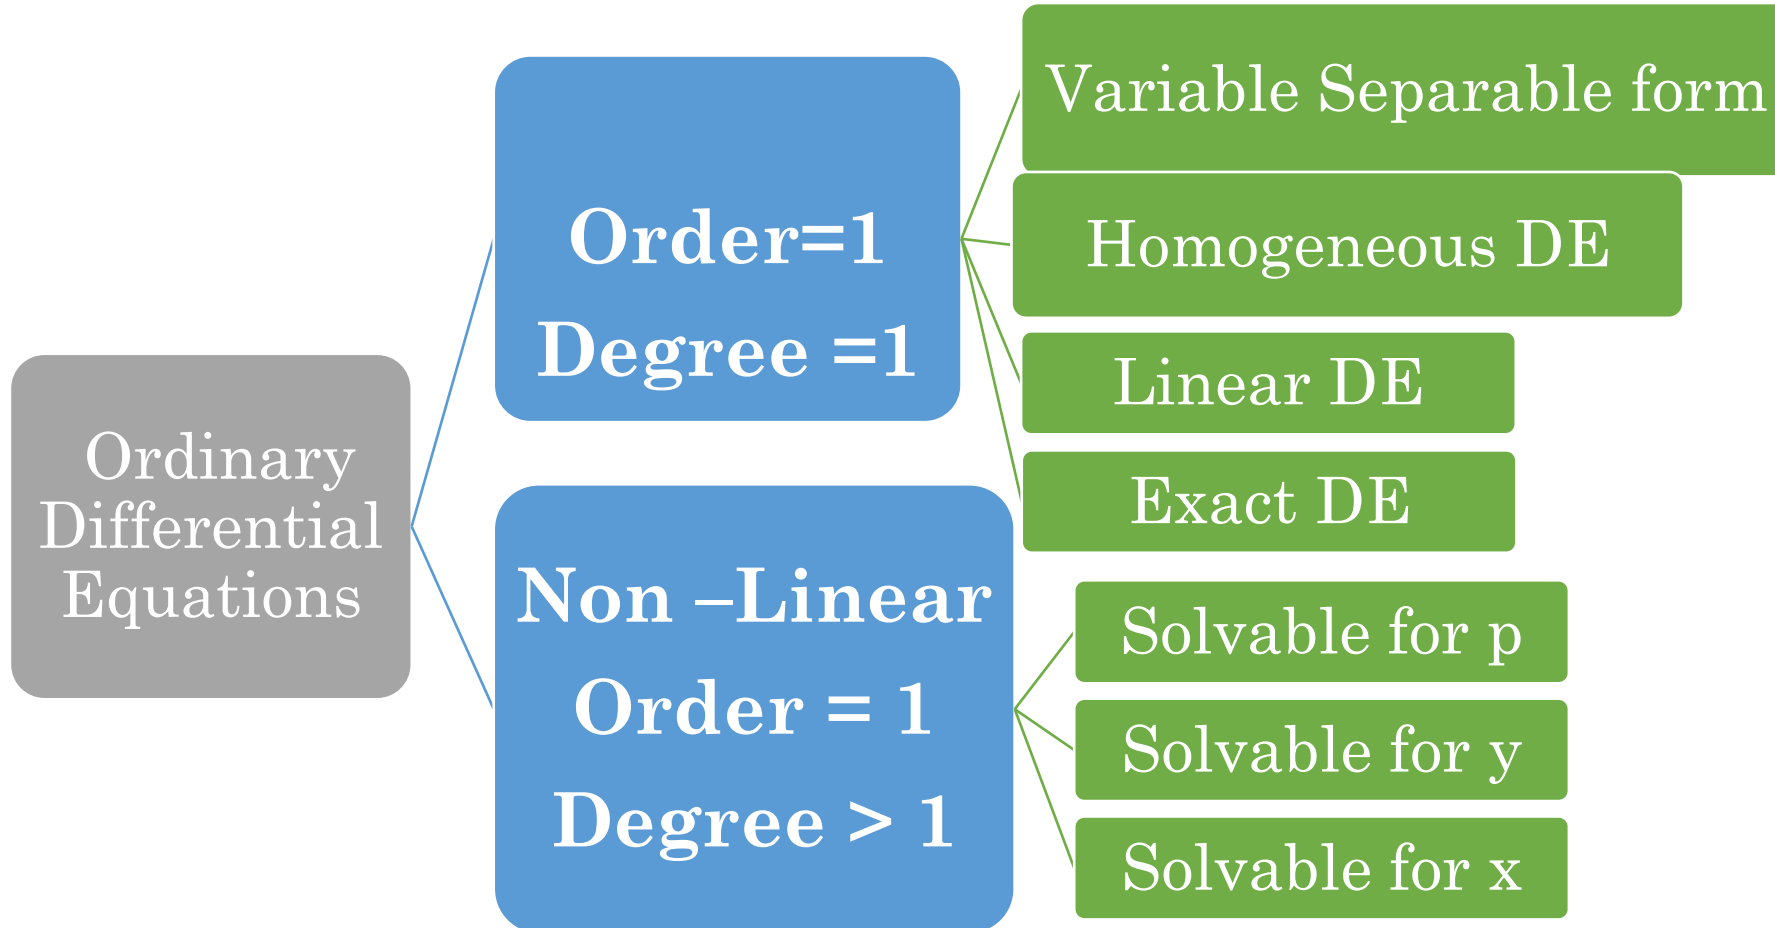 Ordinary
Differential
Equations
Order=1
Degree =1
Variable Separable form
Homogeneous DE
Linear DE
Exact DE
Non –Linear
Order = 1
Degree > 1
Solvable for p
Solvable for y
Solvable for x